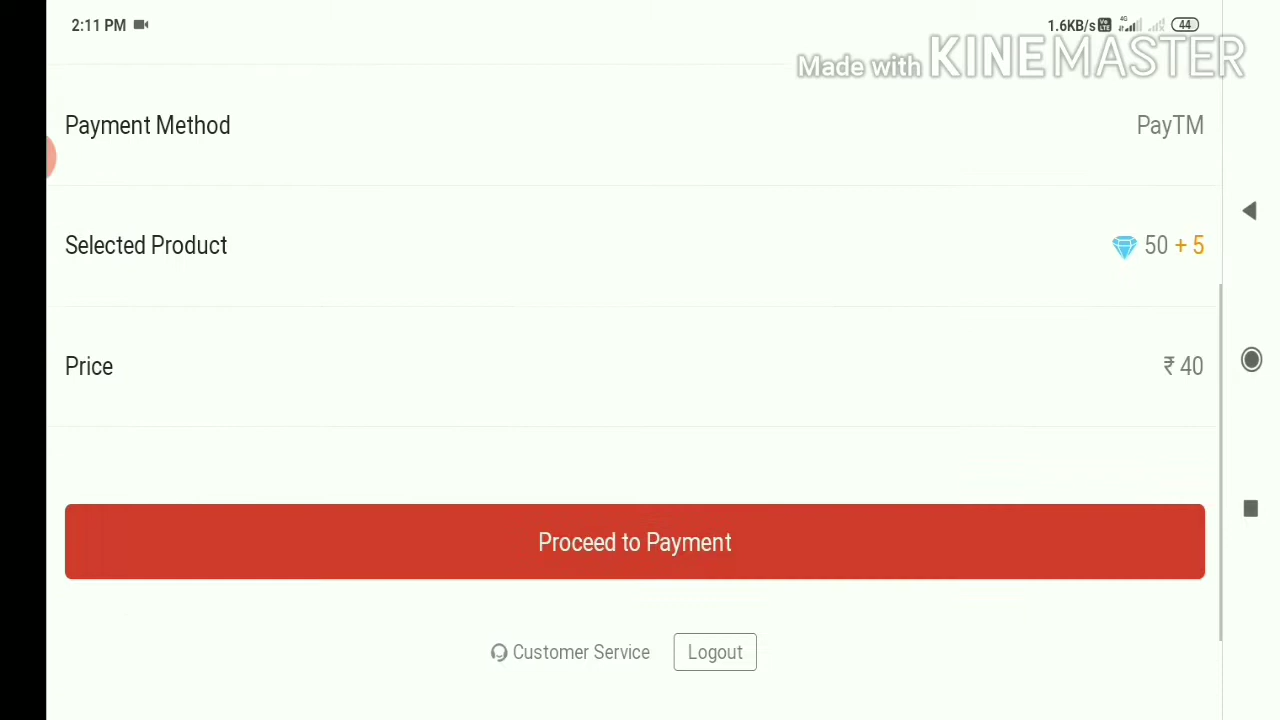 2:11 PM
1.6KB/s 4G 44
Made with KINEMASTER
Payment Method
PayTM
Selected Product
50 + 5
Price
₹ 40
Proceed to Payment
Customer Service
Logout